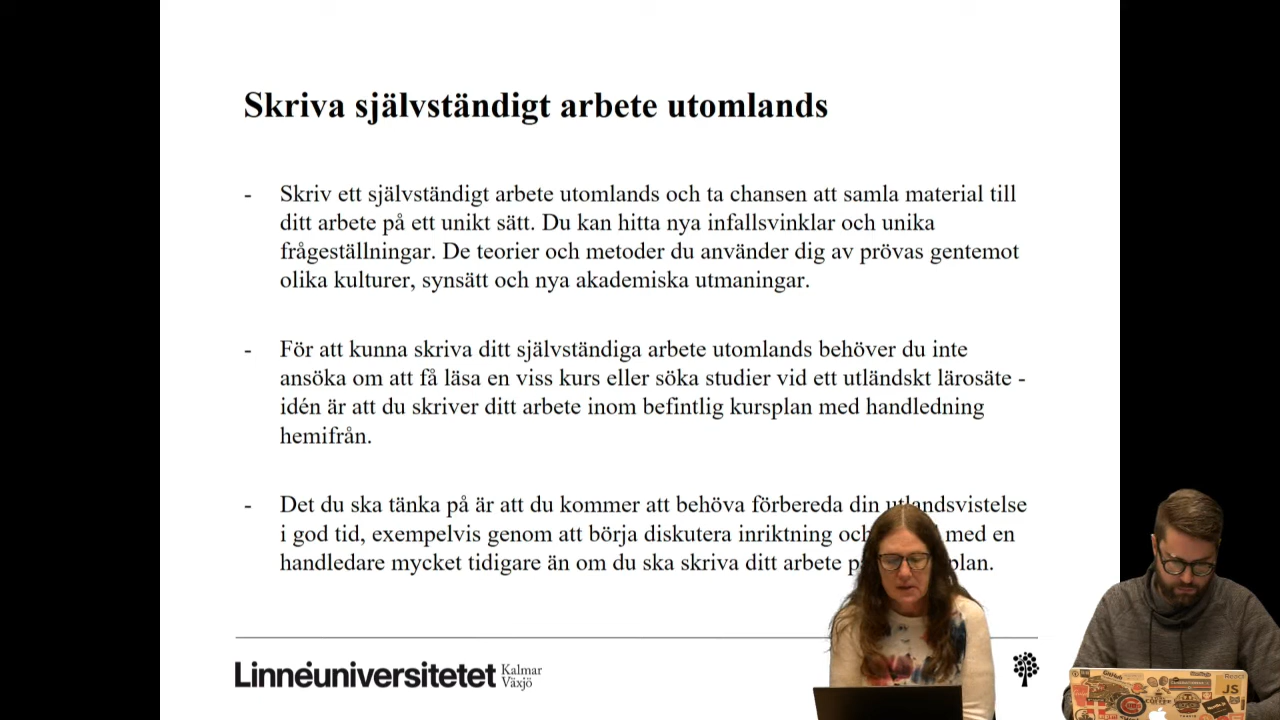 Skriva självständigt arbete utomlands
- Skriv ett självständigt arbete utomlands och ta chansen att samla material till
ditt arbete på ett unikt sätt. Du kan hitta nya infallsvinklar och unika
frågeställningar. De teorier och metoder du använder dig av prövas gentemot
olika kulturer, synsätt och nya akademiska utmaningar.
- För att kunna skriva ditt självständiga arbete utomlands behöver du inte
ansöka om att få läsa en viss kurs eller söka studier vid ett utländskt lärosäte -
idén är att du skriver ditt arbete inom befintlig kursplan med handledning
hemifrån.
- Det du ska tänka på är att du kommer att behöva förbereda din utlandsvistelse
i god tid, exempelvis genom att börja diskutera inriktning och med en
handledare mycket tidigare än om du ska skriva ditt arbete plan.
Linnéuniversitetet Kalmar
Växjö
React
JS